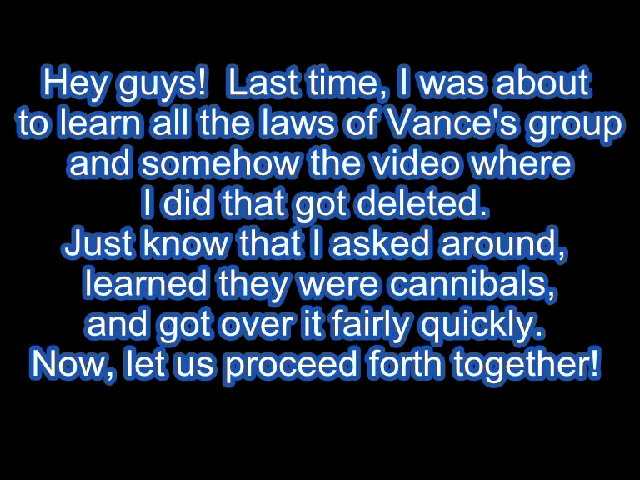 Hey guys!  Last time, I was about
to learn all the laws of Vance's group
and somehow the video where
I did that got deleted.
Just know that I asked around,
learned they were cannibals,
and got over it fairly quickly.
Now, let us proceed forth together!